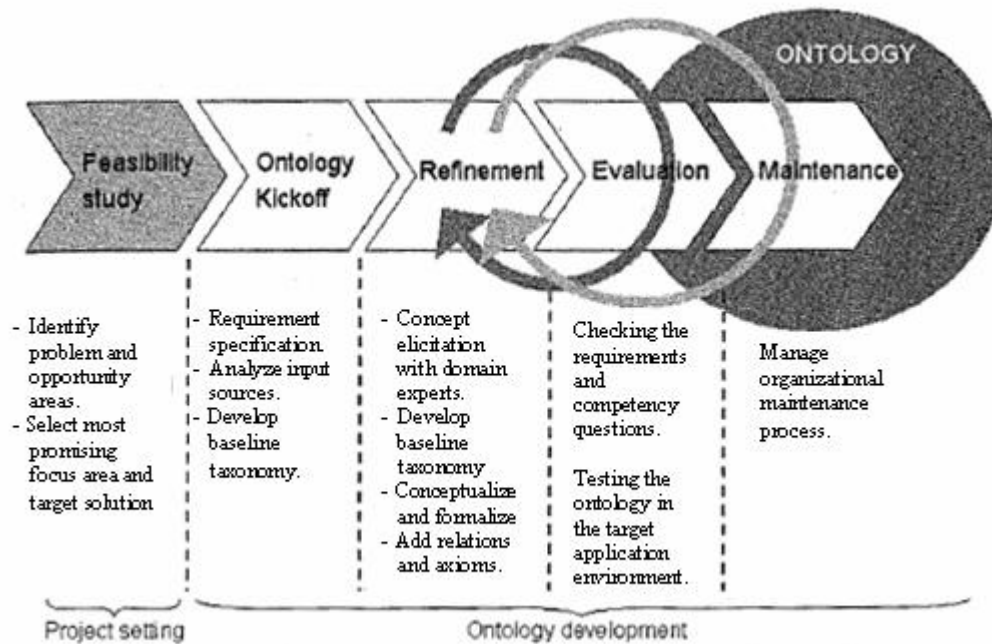 ONTOLOGY
Feasibility
study
Ontology
Kickoff
Refinement
Evaluation
Maintenance
- Identify
problem and
opportunity
areas.
- Select most
promising
focus area and
target solution
- Requirement
specification.
- Analyze input
sources.
- Develop
baseline
taxonomy.
- Concept
elicitation
with domain
experts.
- Develop
baseline
taxonomy
- Conceptualize
and formalize
- Add relations
and axioms.
Checking the
requirements
and
competency
questions.
Testing the
ontology in
the target
application
environment.
Manage
organizational
maintenance
process.
Project setting
Ontology development